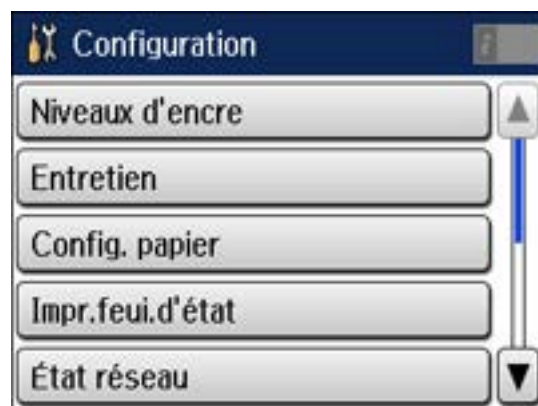 Configuration
Niveaux d'encre
Entretien
Config. papier
Impr.feui.d'état
État réseau